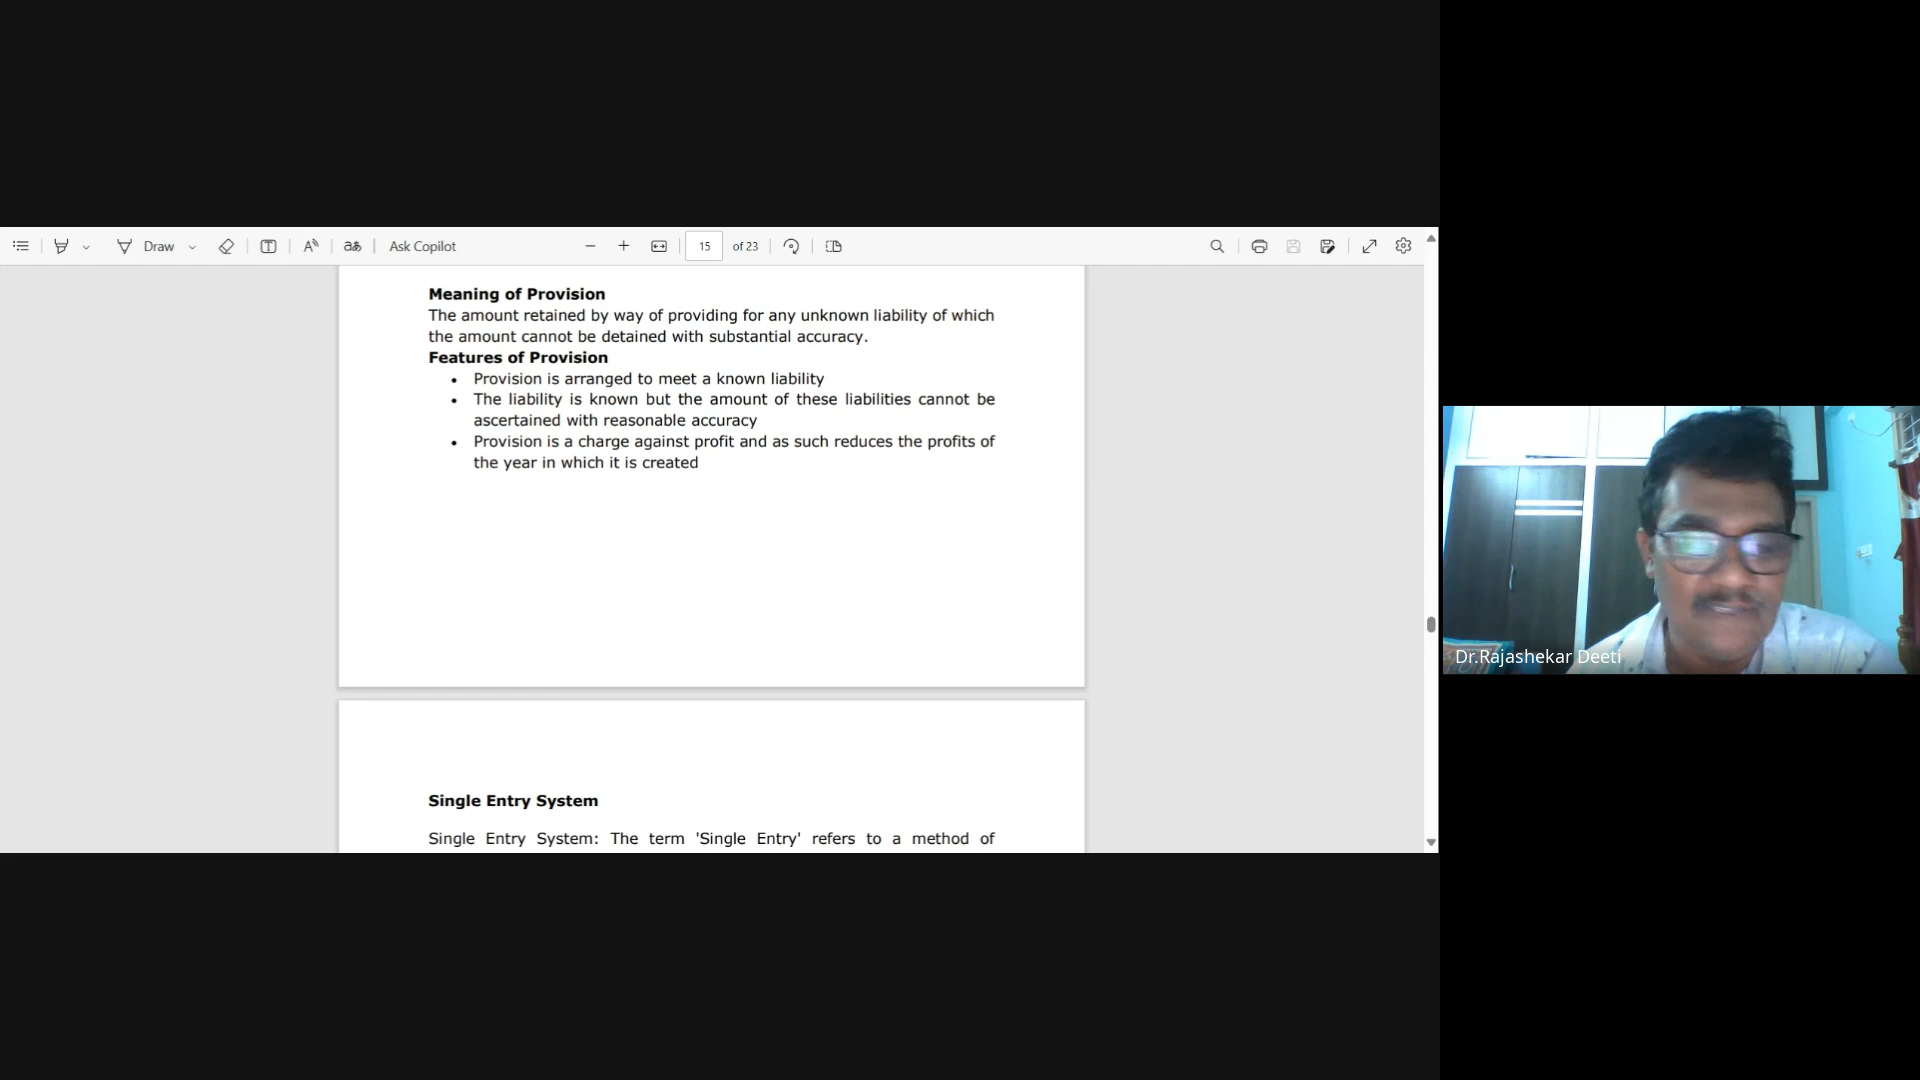 Draw
Ask Copilot
15 of 23
Meaning of Provision
The amount retained by way of providing for any unknown liability of which
the amount cannot be detained with substantial accuracy.
Features of Provision
• Provision is arranged to meet a known liability
• The liability is known but the amount of these liabilities cannot be
ascertained with reasonable accuracy
• Provision is a charge against profit and as such reduces the profits of
the year in which it is created
Single Entry System
Single Entry System: The term 'Single Entry' refers to a method of
Dr.Rajashekar Deeti